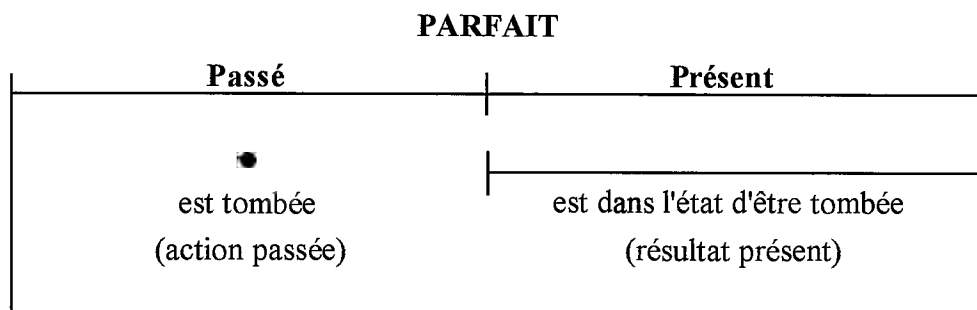 PARFAIT
Passé Présent
est tombée est dans l'état d'être tombée
(action passée) (résultat présent)